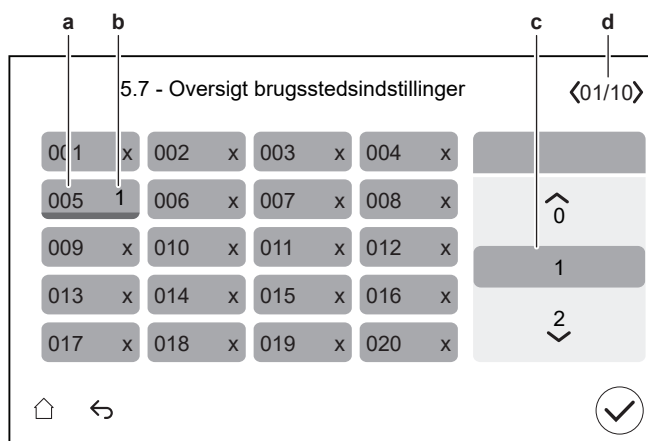 a b c d
5.7 - Oversigt brugsstedsindstillinger 01/10
001 x 002 x 003 x 004 x
005 1 006 x 007 x 008 x
0
009 x 010 x 011 x 012 x
1
013 x 014 x 015 x 016 x
2
017 x 018 x 019 x 020 x